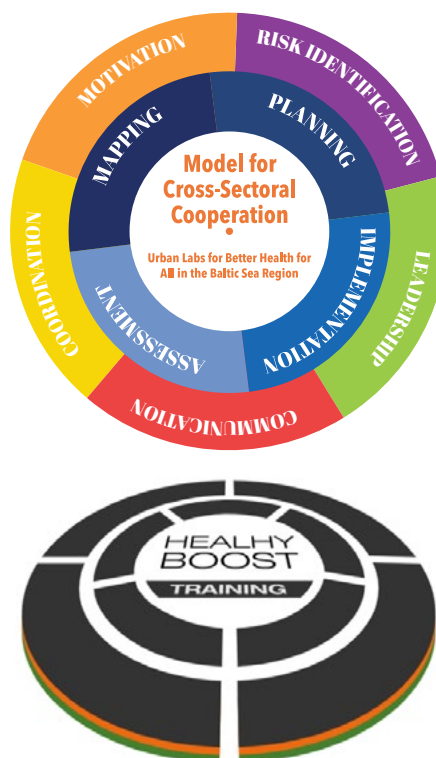 MOTIVATION
RISK IDENTIFICATION
LEADERSHIP
COMMUNICATION
COORDINATION
MAPPING
PLANNING
IMPLEMENTATION
ASSESSMENT
Model for
Cross-Sectoral
Cooperation
•
Urban Labs for Better Health for
All in the Baltic Sea Region
HEALHY
BOOST
TRAINING